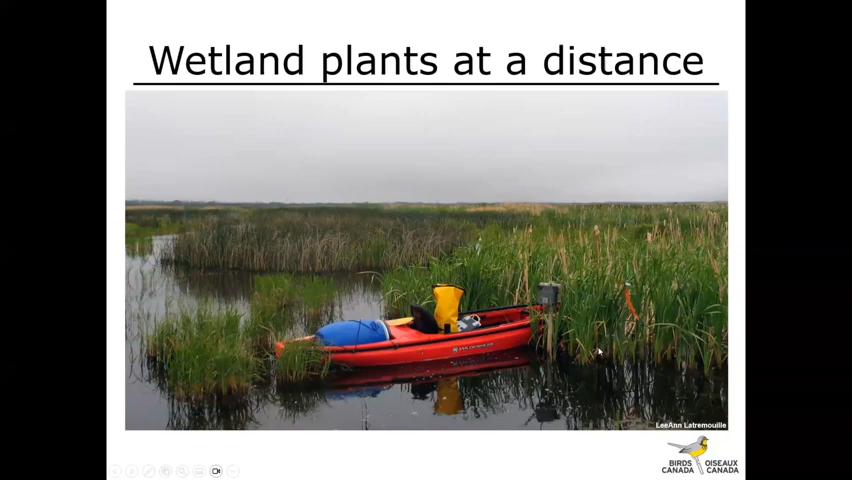 Wetland plants at a distance
LeeAnn Latremouille
BIRDS OISEAUX
CANADA CANADA